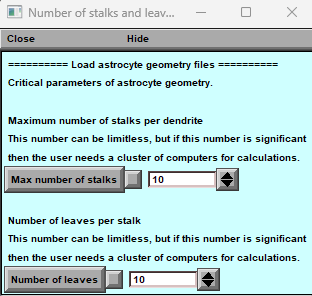 Number of stalks and leav...
Close Hide
========== Load astrocyte geometry files ==========
Critical parameters of astrocyte geometry.
Maximum number of stalks per dendrite
This number can be limitless, but if this number is significant
then the user needs a cluster of computers for calculations.
Max number of stalks 10
Number of leaves per stalk
This number can be limitless, but if this number is significant
then the user needs a cluster of computers for calculations.
Number of leaves 10